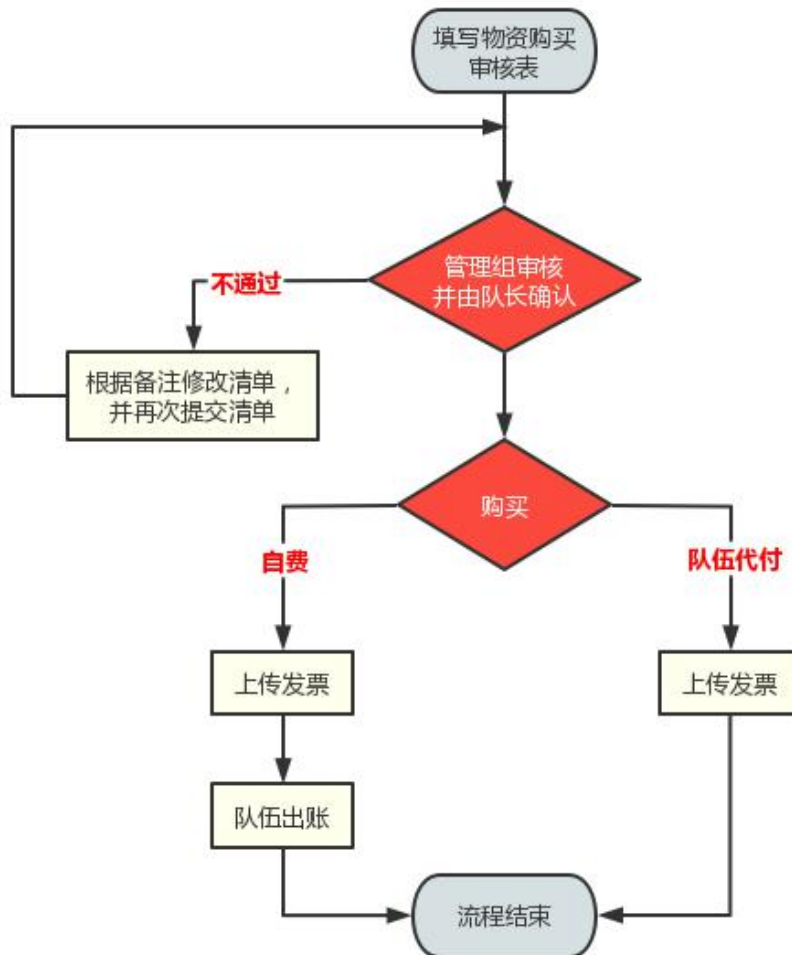 填写物资购买
审核表
管理组审核
并由队长确认
不通过
根据备注修改清单，
并再次提交清单
购买
自费
队伍代付
上传发票
上传发票
队伍出账
流程结束